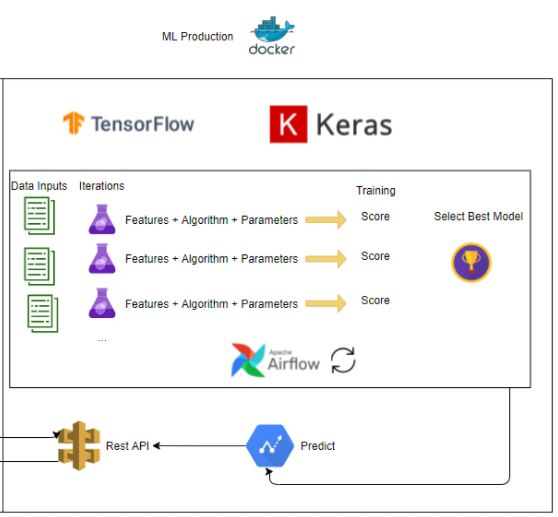 ML Production
docker
TensorFlow
K Keras
Data Inputs Iterations
Training
Features + Algorithm + Parameters Score Select Best Model
Features + Algorithm + Parameters Score
Features + Algorithm + Parameters Score
...
Apache
Airflow
Rest API Predict